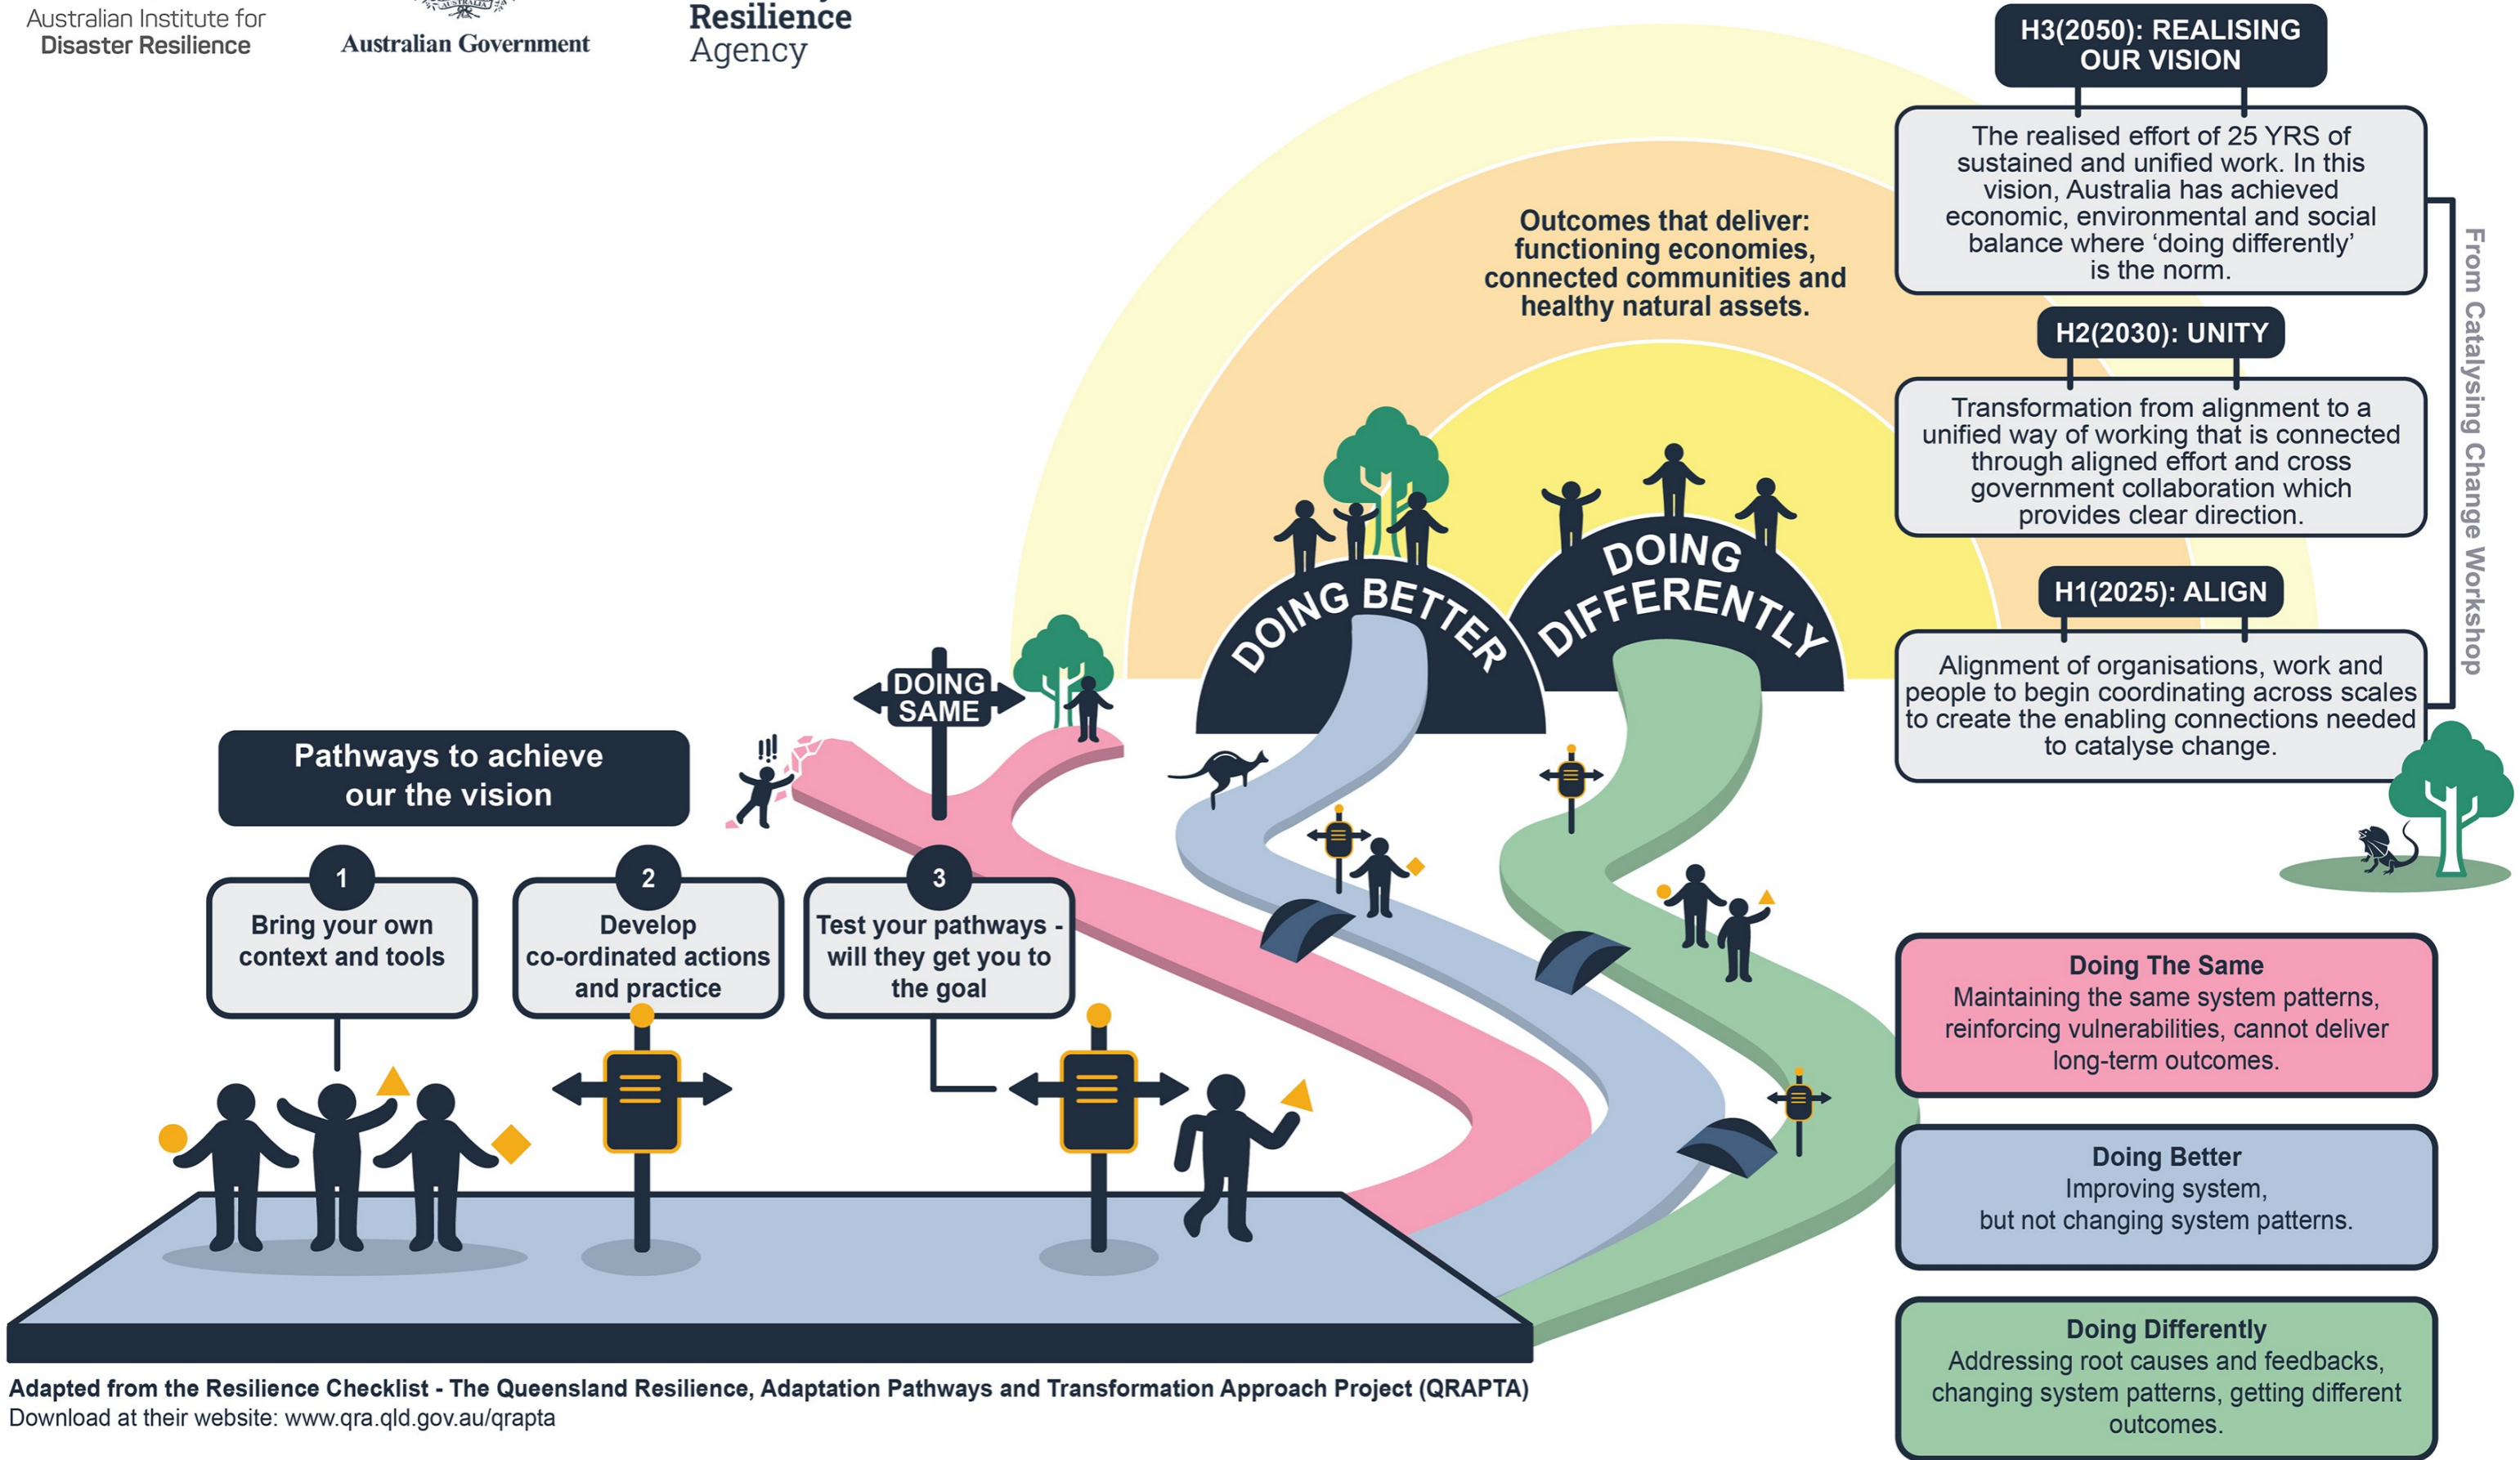 Australian Institute for
Disaster Resilience
AUSTRALIA
Australian Government
Resilience
Agency
H3(2050): REALISING
OUR VISION
The realised effort of 25 YRS of
sustained and unified work. In this
vision, Australia has achieved
economic, environmental and social
balance where ‘doing differently’
is the norm.
H2(2030): UNITY
Transformation from alignment to a
unified way of working that is connected
through aligned effort and cross
government collaboration which
provides clear direction.
H1(2025): ALIGN
Alignment of organisations, work and
people to begin coordinating across scales
to create the enabling connections needed
to catalyse change.
From Catalysing Change Workshop
Outcomes that deliver:
functioning economies,
connected communities and
healthy natural assets.
DOING BETTER
DOING
DIFFERENTLY
DOING
SAME
!!!
Pathways to achieve
our the vision
1
Bring your own
context and tools
2
Develop
co-ordinated actions
and practice
3
Test your pathways -
will they get you to
the goal
Doing The Same
Maintaining the same system patterns,
reinforcing vulnerabilities, cannot deliver
long-term outcomes.
Doing Better
Improving system,
but not changing system patterns.
Doing Differently
Addressing root causes and feedbacks,
changing system patterns, getting different
outcomes.
Adapted from the Resilience Checklist - The Queensland Resilience, Adaptation Pathways and Transformation Approach Project (QRAPTA)
Download at their website: www.qra.qld.gov.au/qrapta